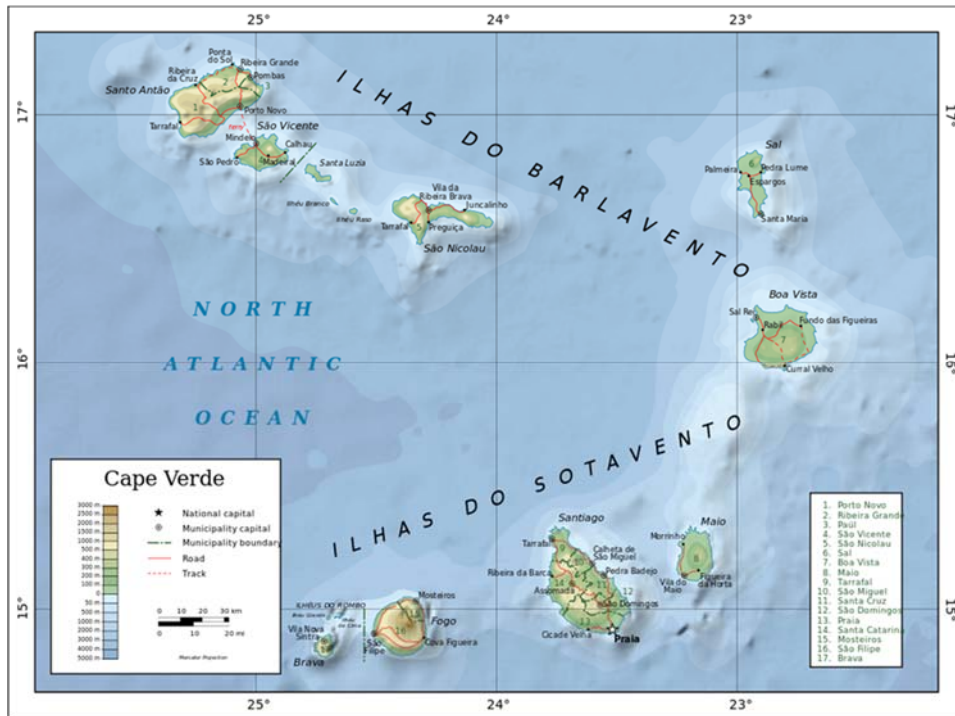 25°
24°
23°
17°
16°
15°
17°
16°
15°
Ponta
do Sol
Ribeira Grande
Ribeira
da Cruz
Pombas
Santo Antão
Porto Novo
Tarrafal
ferry
São Vicente
Mindelo
Calhau
São Pedro
Madeiral
Santa Luzia
Ilhéu Branco
Ilhéu Raso
Vila da
Ribeira Brava
Juncalinho
Tarrafal
Preguiça
São Nicolau
ILHAS DO BARLAVENTO
Sal
Palmeira
Pedra Lume
Espargos
Santa Maria
Boa Vista
Sal Rei
Rabil
Fundo das Figueiras
Curral Velho
NORTH
ATLANTIC
OCEAN
ILHAS DO SOTAVENTO
Santiago
Tarrafal
Calheta de
São Miguel
Ribeira da Barca
Pedra Badejo
Assomada
São Domingos
Cidade Velha
Praia
Maio
Morrinho
Vila do
Maio
Figueira
da Horta
Mosteiros
Fogo
São
Filipe
Cova Figueira
ILHÉUS DO ROMBO
Vila Nova
Sintra
Brava
Cape Verde
3000 m
2500 m
2000 m
1500 m
1000 m
500 m
400 m
300 m
200 m
100 m
0
50 m
100 m
500 m
1000 m
2000 m
3000 m
4000 m
5000 m
National capital
Municipality capital
Municipality boundary
Road
Track
0 10 20 30 km
0 10 20 mi
Mercator Projection
1. Porto Novo
2. Ribeira Grande
3. Paúl
4. São Vicente
5. São Nicolau
6. Sal
7. Boa Vista
8. Maio
9. Tarrafal
10. São Miguel
11. Santa Cruz
12. São Domingos
13. Praia
14. Santa Catarina
15. Mosteiros
16. São Filipe
17. Brava
25°
24°
23°